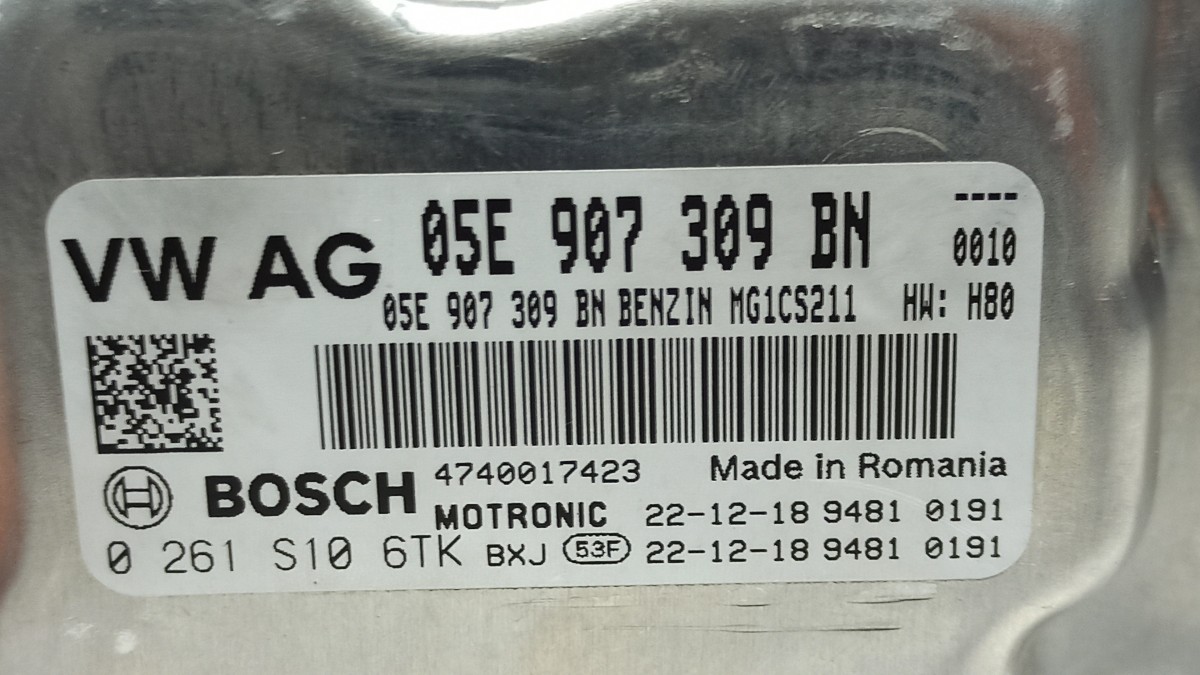 VW AG 05E 907 309 BN ----
0010
05E 907 309 BN BENZIN MG1CS211 HW: H80
BOSCH 4740017423 Made in Romania
MOTRONIC 22-12-18 9481 0191
0 261 S10 6TK BXJ 53F 22-12-18 9481 0191